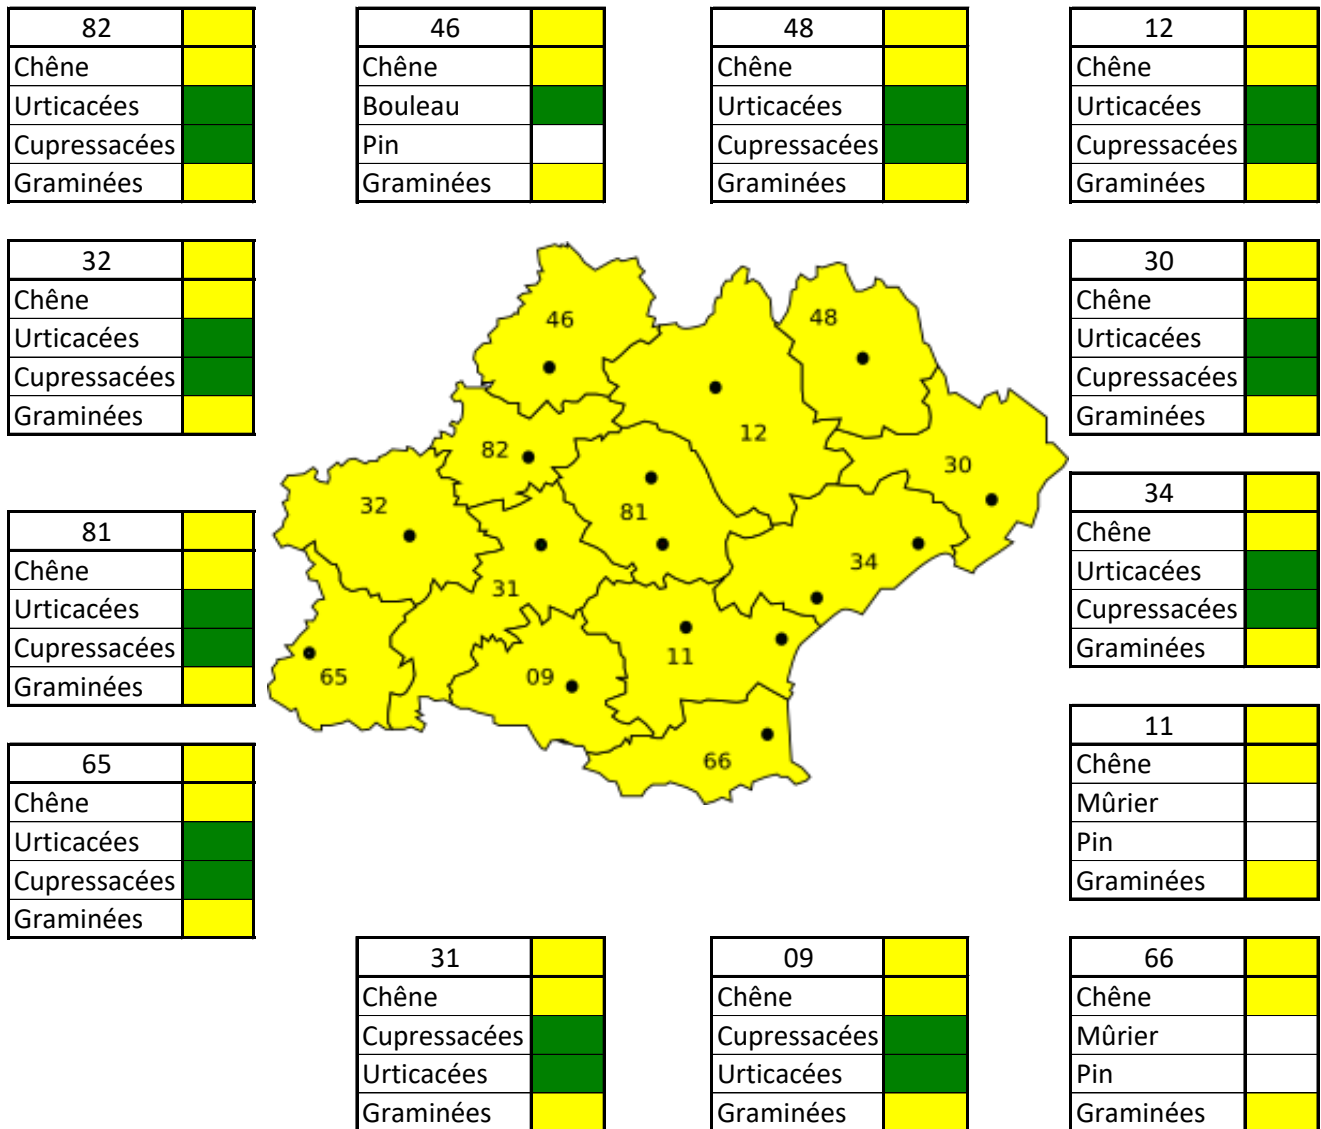 82
Chêne
Urticacées
Cupressacées
Graminées
46
Chêne
Bouleau
Pin
Graminées
48
Chêne
Urticacées
Cupressacées
Graminées
12
Chêne
Urticacées
Cupressacées
Graminées
32
Chêne
Urticacées
Cupressacées
Graminées
30
Chêne
Urticacées
Cupressacées
Graminées
46
48
12
82
30
32
81
34
31
11
65
09
66
81
Chêne
Urticacées
Cupressacées
Graminées
34
Chêne
Urticacées
Cupressacées
Graminées
65
Chêne
Urticacées
Cupressacées
Graminées
11
Chêne
Mûrier
Pin
Graminées
31
Chêne
Cupressacées
Urticacées
Graminées
09
Chêne
Cupressacées
Urticacées
Graminées
66
Chêne
Mûrier
Pin
Graminées